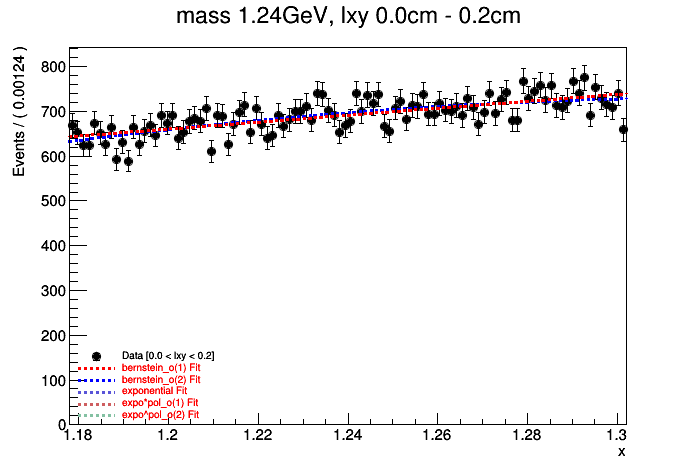 mass 1.24GeV, lxy 0.0cm - 0.2cm
Events / ( 0.00124 )
800
700
600
500
400
300
200
100
0
Data [0.0 < lxy < 0.2]
bernstein_o(1) Fit
bernstein_o(2) Fit
exponential Fit
expo*pol_o(1) Fit
expo^pol_o(2) Fit
1.18 1.2 1.22 1.24 1.26 1.28 1.3
x